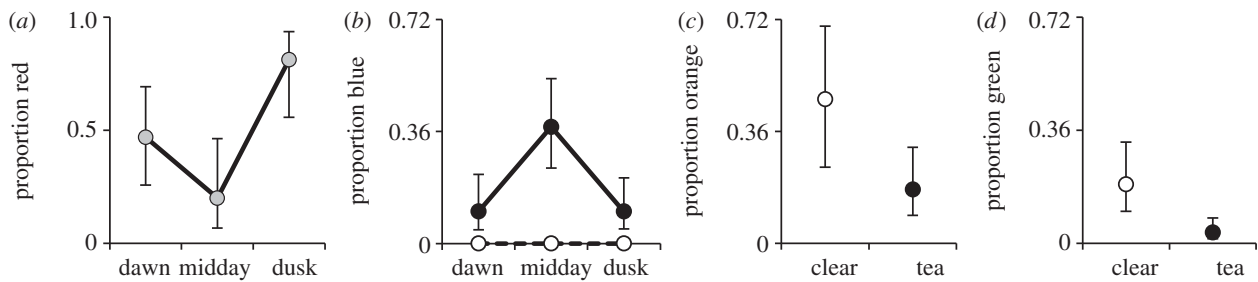 (a)
proportion red
1.0
0.5
0
dawn midday dusk
(b)
proportion blue
0.72
0.36
0
dawn midday dusk
(c)
proportion orange
0.72
0.36
0
clear tea
(d)
proportion green
0.72
0.36
0
clear tea